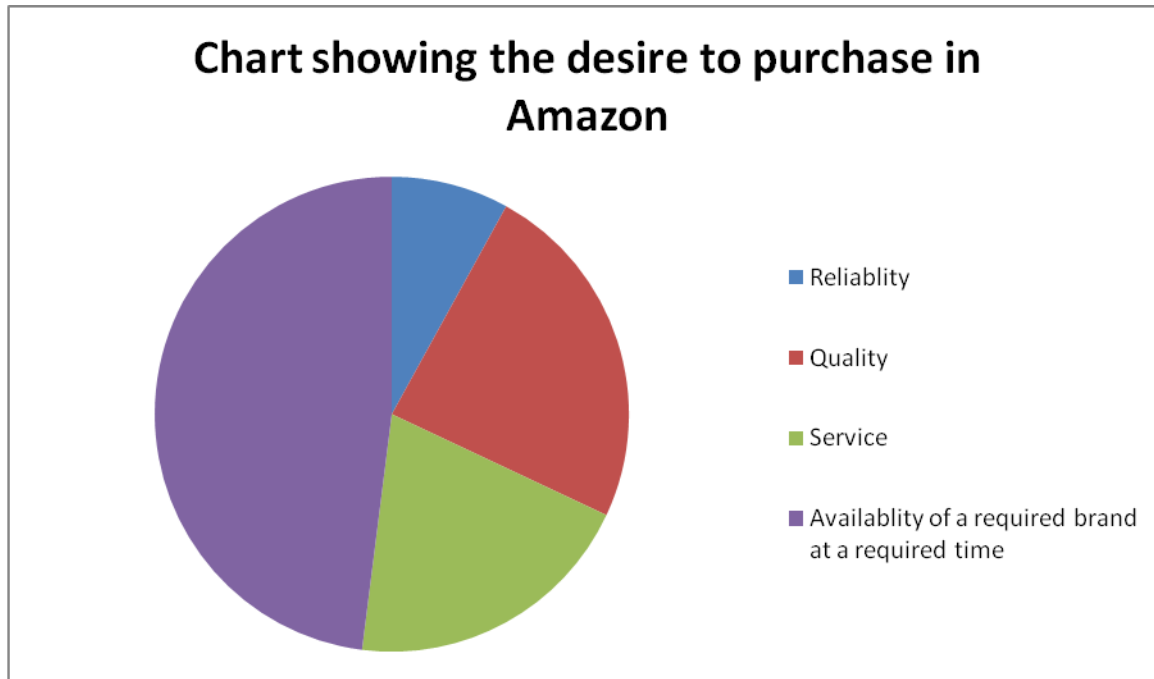 Chart showing the desire to purchase in
Amazon
Reliablity
Quality
Service
Availablity of a required brand
at a required time